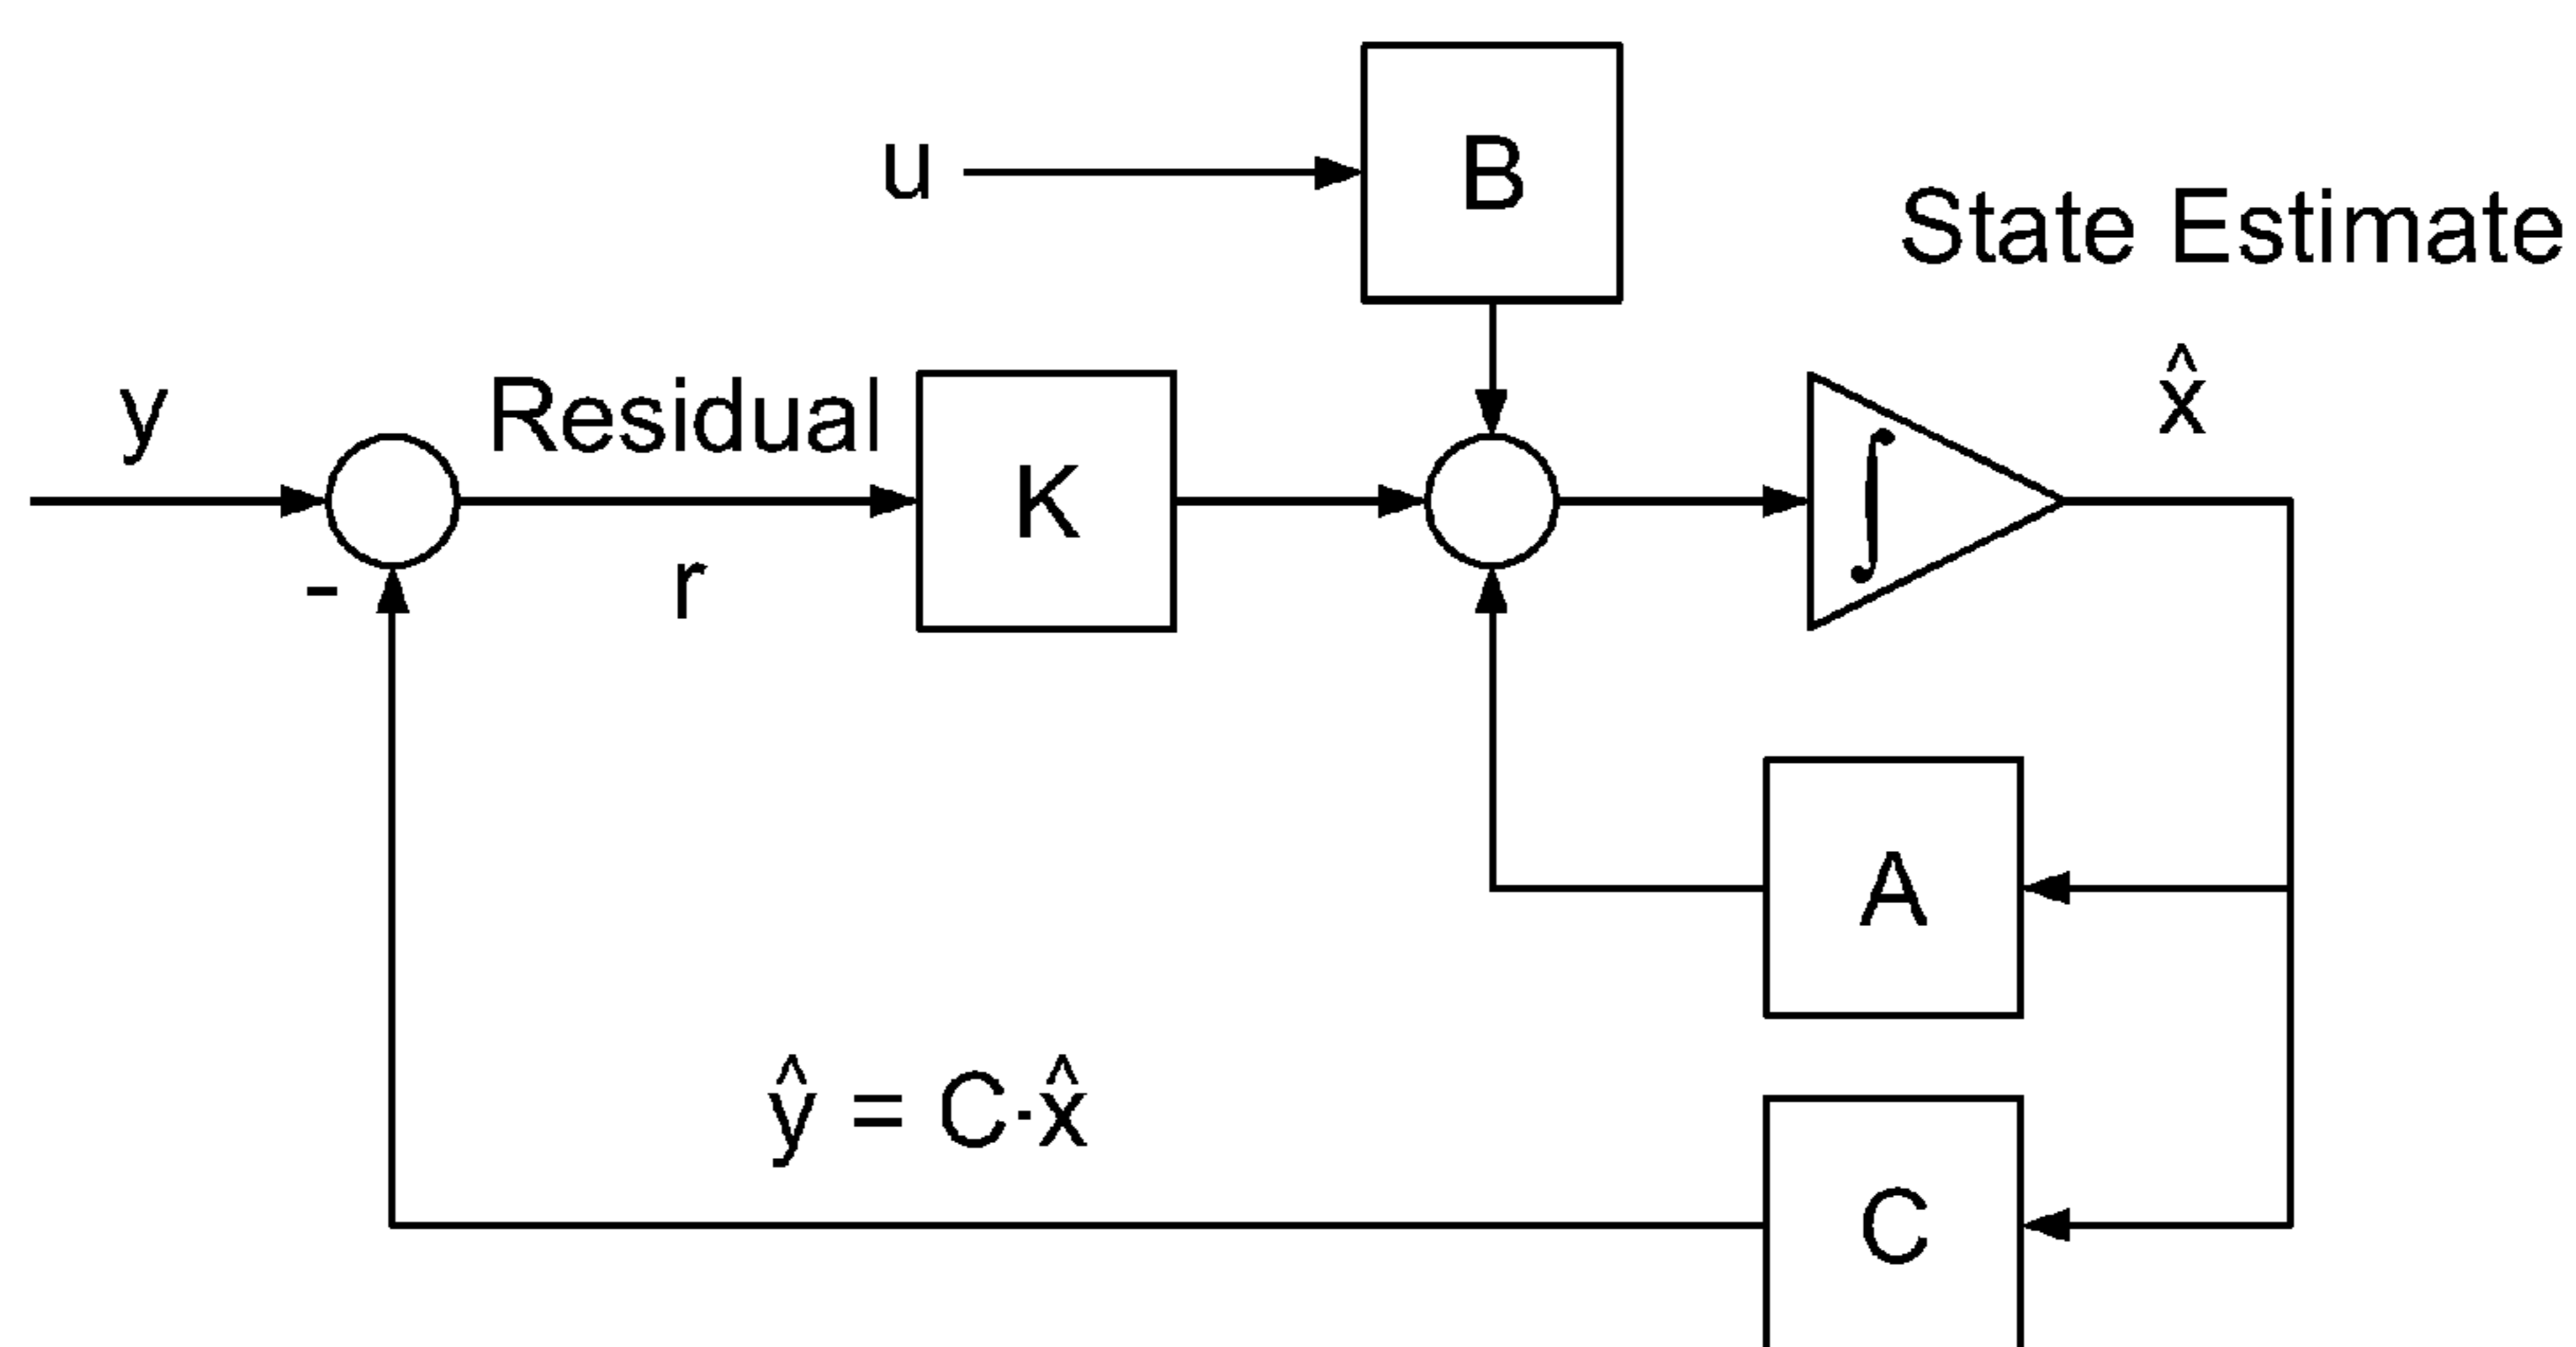 u
B
State Estimate
y
Residual
K
∫
x̂
-
r
A
ŷ = C·x̂
C